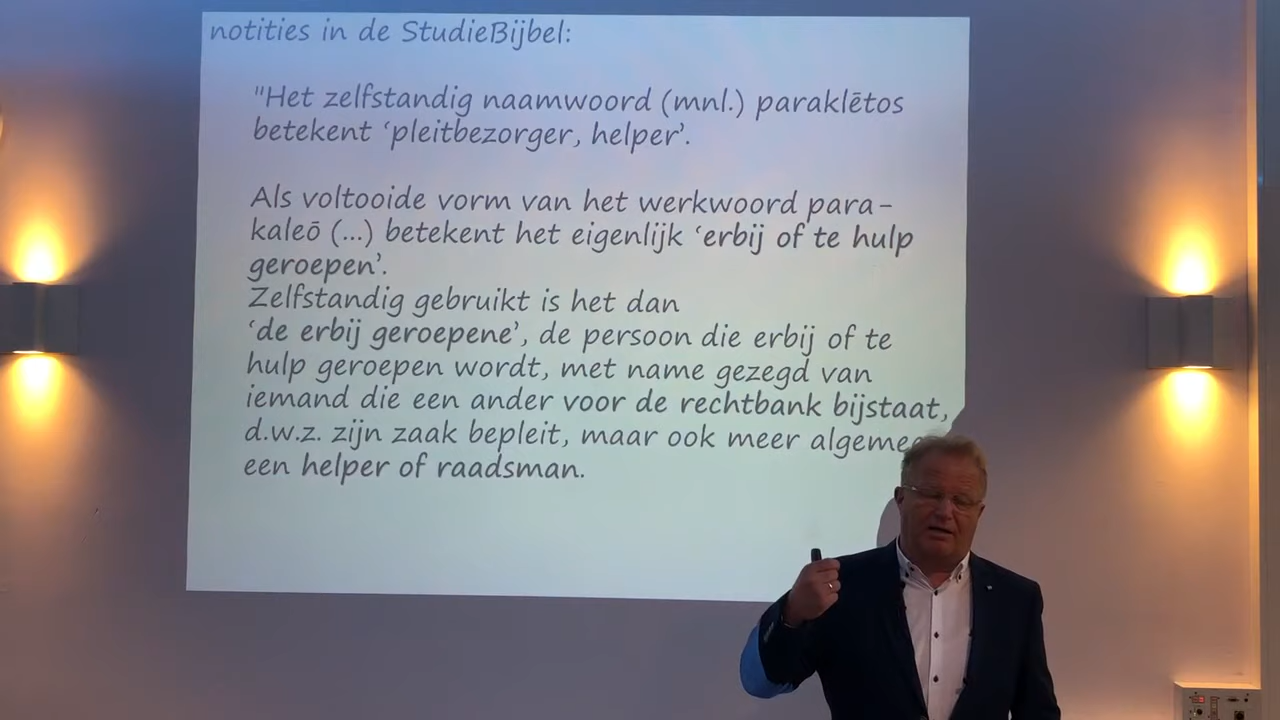 notities in de StudieBijbel:
"Het zelfstandig naamwoord (mnl.) paraklētos
betekent ‘pleitbezorger, helper’.
Als voltooide vorm van het werkwoord para-
kaleō (...) betekent het eigenlijk ‘erbij of te hulp
geroepen’.
Zelfstandig gebruikt is het dan
‘de erbij geroepene’, de persoon die erbij of te
hulp geroepen wordt, met name gezegd van
iemand die een ander voor de rechtbank bijstaat,
d.w.z. zijn zaak bepleit, maar ook meer algemee
een helper of raadsman.